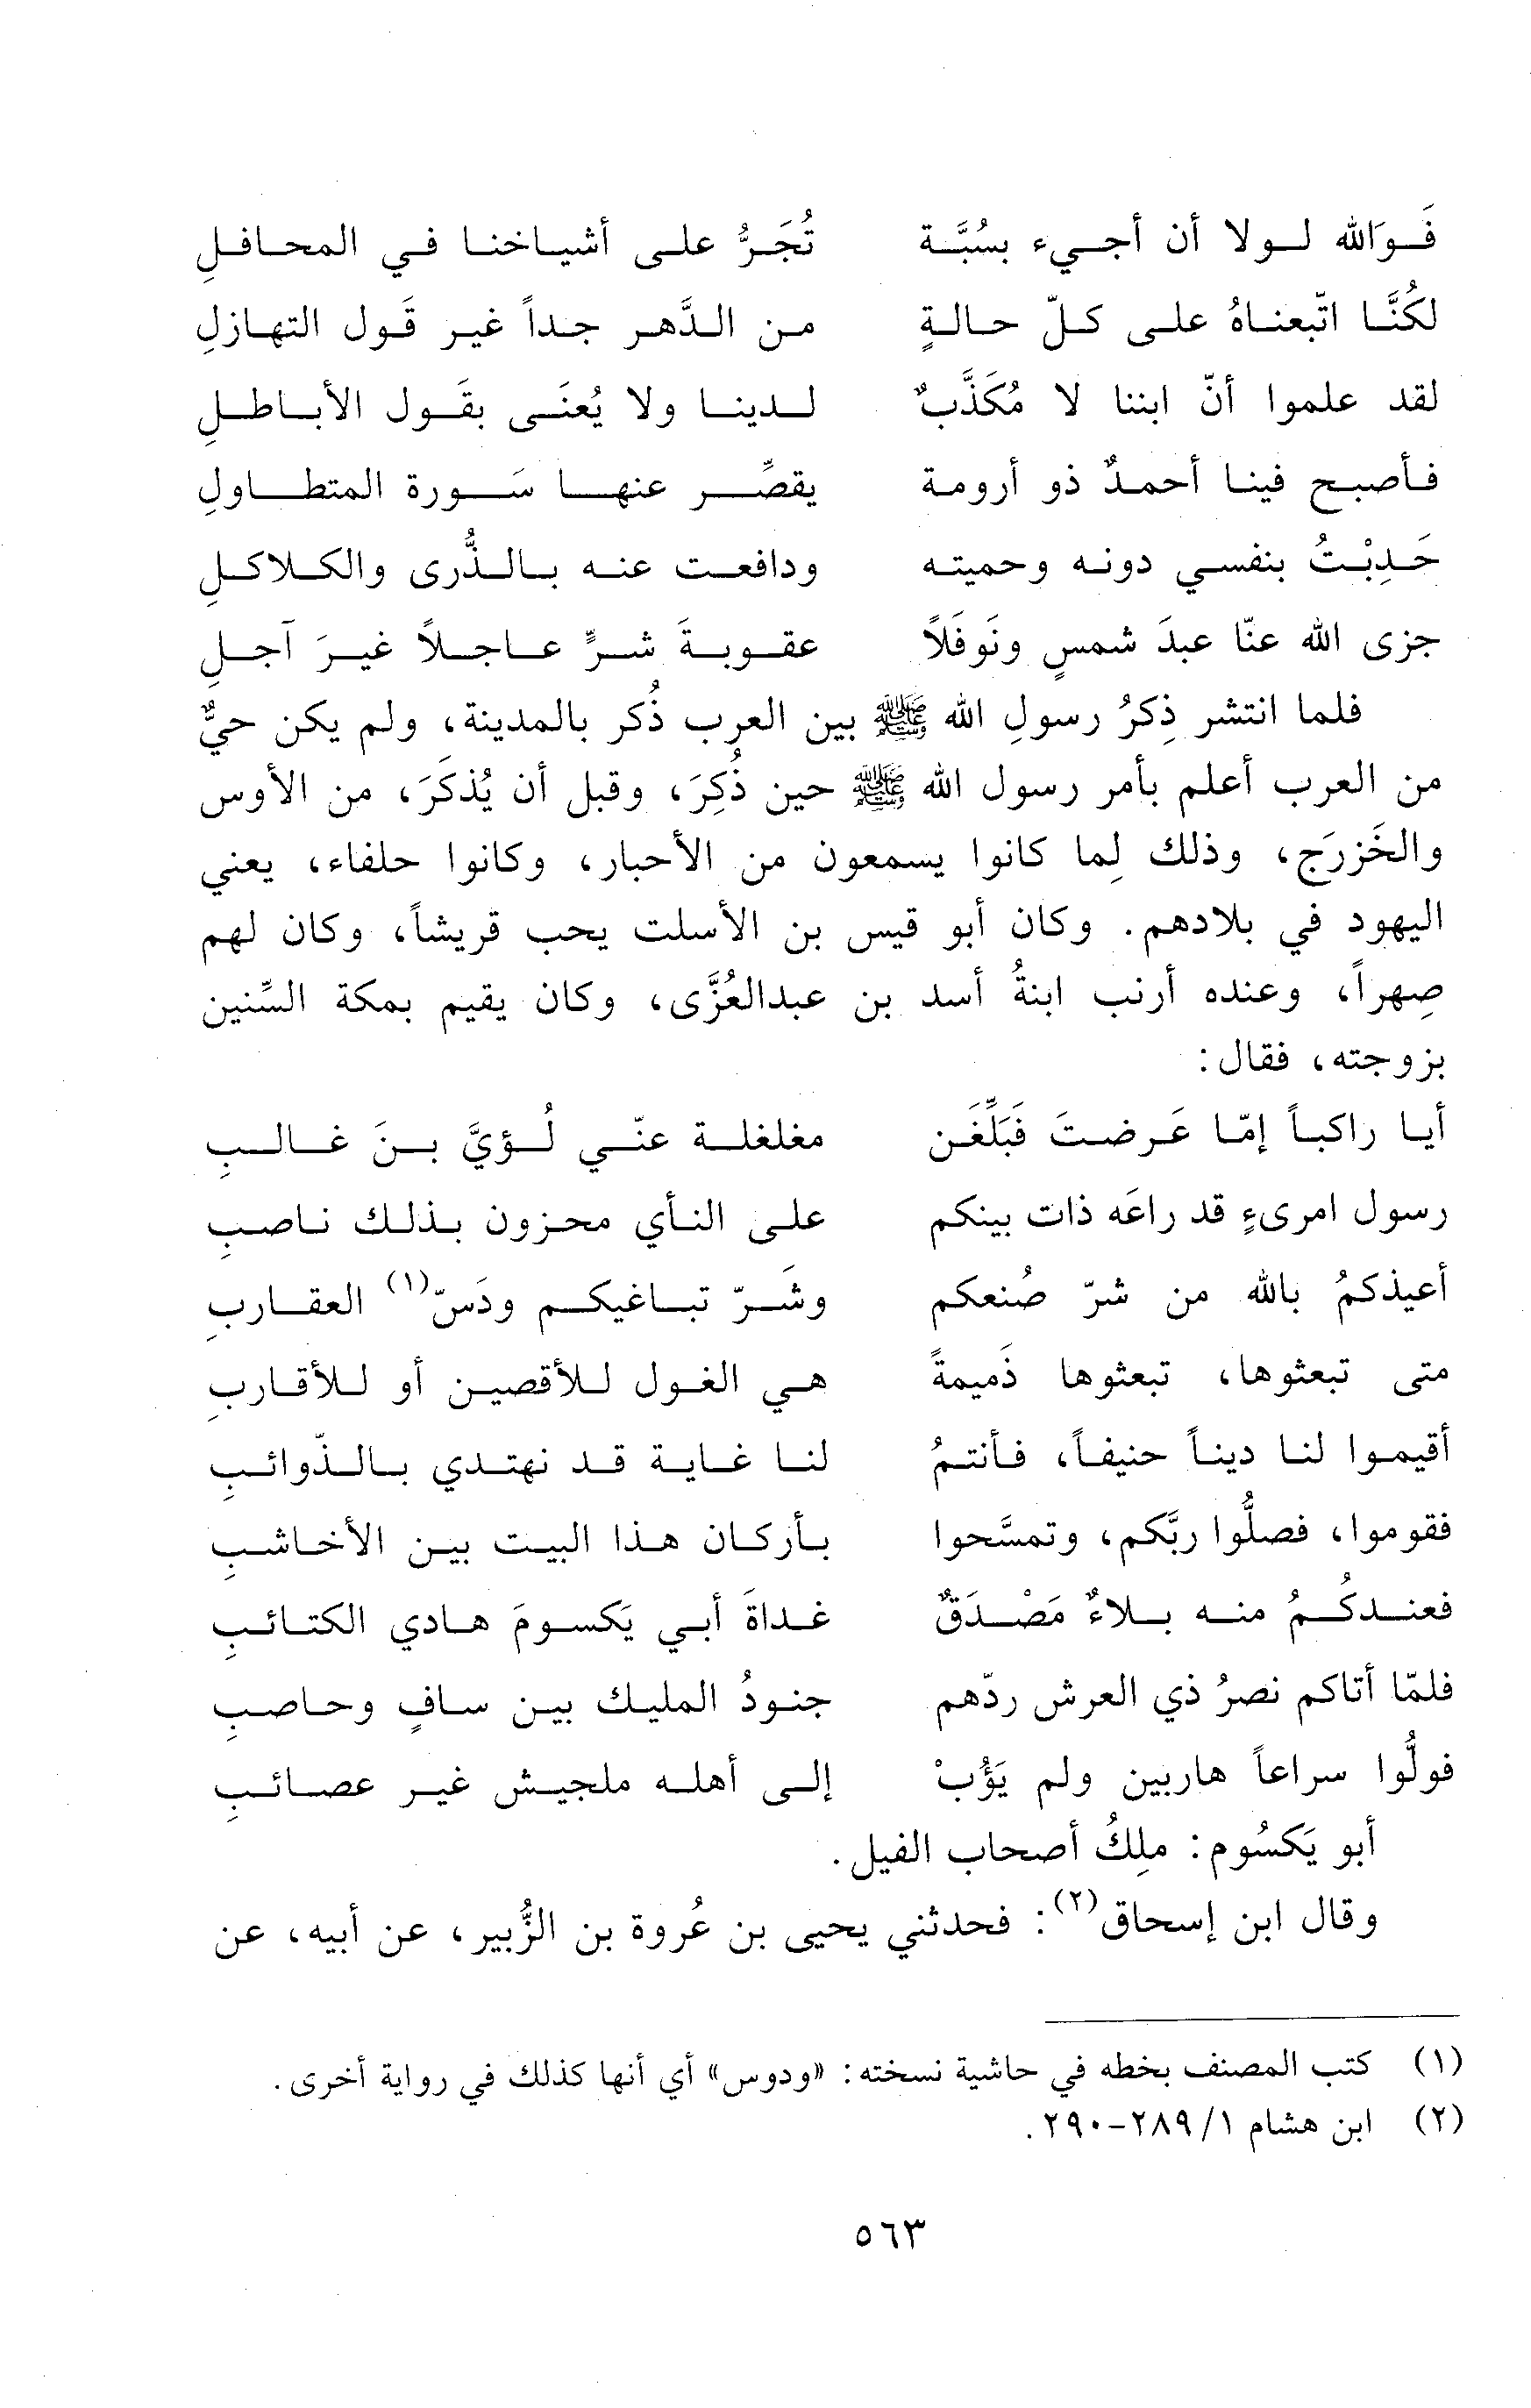 فَوَالله لولا أن أجيء بسُبَّة تُجَرُّ على أشياخنا في المحافلِ
لكُنَّا اتّبعناهُ على كلّ حالةٍ من الدَّهر جداً غير قَول التهازلِ
لقد علموا أنّ ابننا لا مُكَذَّبٌ لدينا ولا يُعنَى بقَول الأباطلِ
فأصبح فينا أحمدٌ ذو أرومة يقصِّر عنها سَورة المتطاولِ
حَدِبْتُ بنفسي دونه وحميته ودافعت عنه بالذُّرى والكلاكلِ
جزى الله عنّا عبدَ شمسٍ ونَوفَلاً عقوبةَ شرٍّ عاجلاً غيرَ آجلِ
فلما انتشر ذِكرُ رسولِ الله ﷺ بين العرب ذُكر بالمدينة، ولم يكن حيٌّ
من العرب أعلم بأمر رسول الله ﷺ حين ذُكِرَ، وقبل أن يُذكَرَ، من الأوس
والخَزرَج، وذلك لِما كانوا يسمعون من الأحبار، وكانوا حلفاء، يعني
اليهود في بلادهم. وكان أبو قيس بن الأسلت يحب قريشاً، وكان لهم
صِهراً، وعنده أرنب ابنةُ أسد بن عبدالعُزَّى، وكان يقيم بمكة السِّنين
بزوجته، فقال:
أيا راكباً إمّا عَرضتَ فَبَلِّغَن مغلغلة عنّي لُؤيَّ بنَ غالبِ
رسول امرىءٍ قد راعَه ذات بينكم على النأي محزون بذلك ناصبِ
أعيذكمُ بالله من شرّ صُنعكم وشَرّ تباغيكم ودَسّ(١) العقاربِ
متى تبعثوها، تبعثوها ذَميمةً هي الغول للأقصين أو للأقاربِ
أقيموا لنا ديناً حنيفاً، فأنتمُ لنا غاية قد نهتدي بالذّوائبِ
فقوموا، فصلُّوا ربَّكم، وتمسَّحوا بأركان هذا البيت بين الأخاشبِ
فعندكُمُ منه بلاءٌ مَصْدَقٌ غداةَ أبي يَكسومَ هادي الكتائبِ
فلمّا أتاكم نصرُ ذي العرش ردّهم جنودُ المليك بين سافٍ وحاصبِ
فولُّوا سراعاً هاربين ولم يَؤُبْ إلى أهله ملجيش غير عصائبِ
أبو يَكسُوم: ملِكُ أصحاب الفيل.
وقال ابن إسحاق(٢): فحدثني يحيى بن عُروة بن الزُّبير، عن أبيه، عن
(١) كتب المصنف بخطه في حاشية نسخته: «ودوس» أي أنها كذلك في رواية أخرى.
(٢) ابن هشام ١/ ٢٨٩-٢٩٠.
٥٦٣